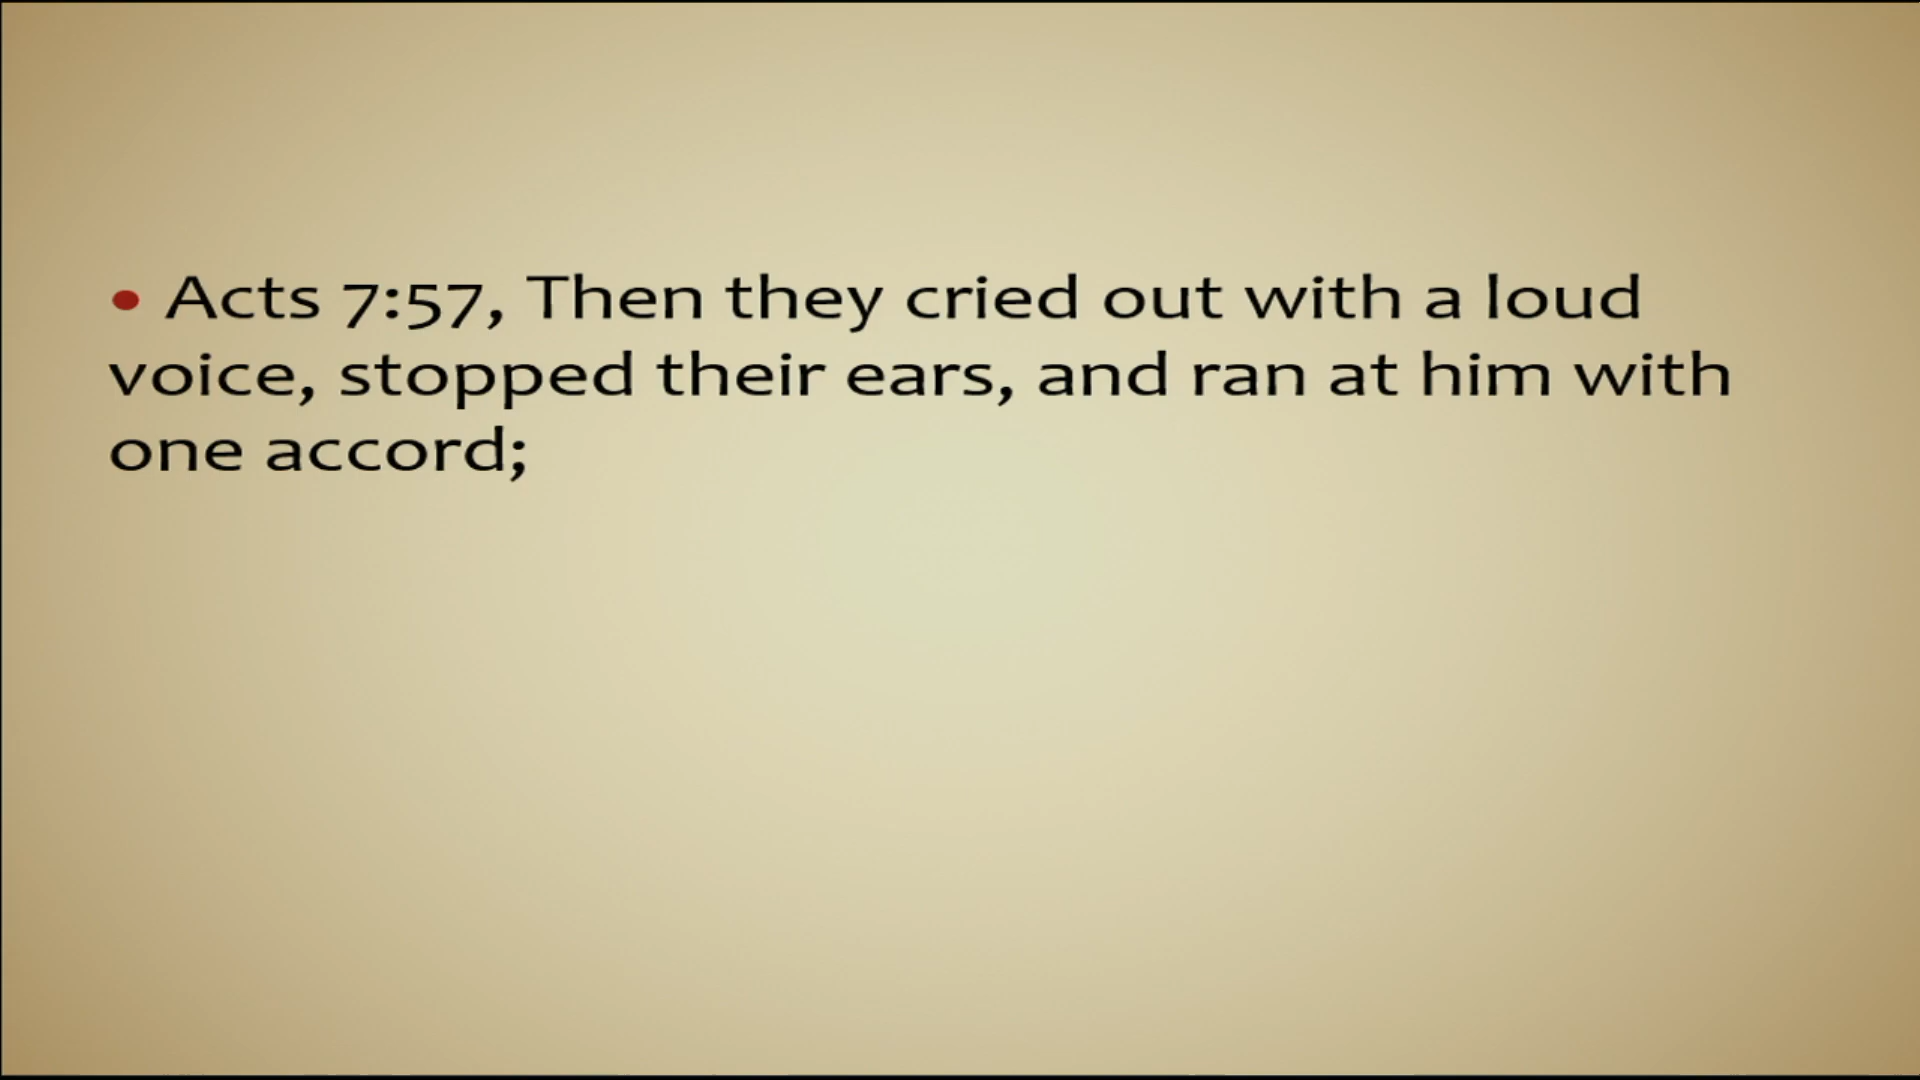 • Acts 7:57, Then they cried out with a loud
voice, stopped their ears, and ran at him with
one accord;